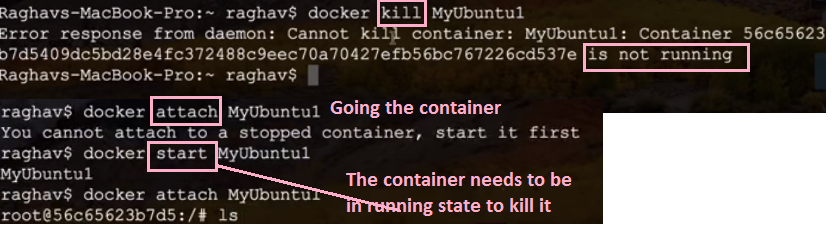 Raghavs-MacBook-Pro:~ raghav$ docker kill MyUbuntu1
Error response from daemon: Cannot kill container: MyUbuntu1: Container 56c65623
b7d5409dc5bd28e4fc372488c9eec70a70427efb56bc767226cd537e is not running
Raghavs-MacBook-Pro:~ raghav$
raghav$ docker attach MyUbuntu1 Going the container
You cannot attach to a stopped container, start it first
raghav$ docker start MyUbuntu1
MyUbuntu1
The container needs to be
raghav$ docker attach MyUbuntu1
in running state to kill it
root@56c65623b7d5:/# ls